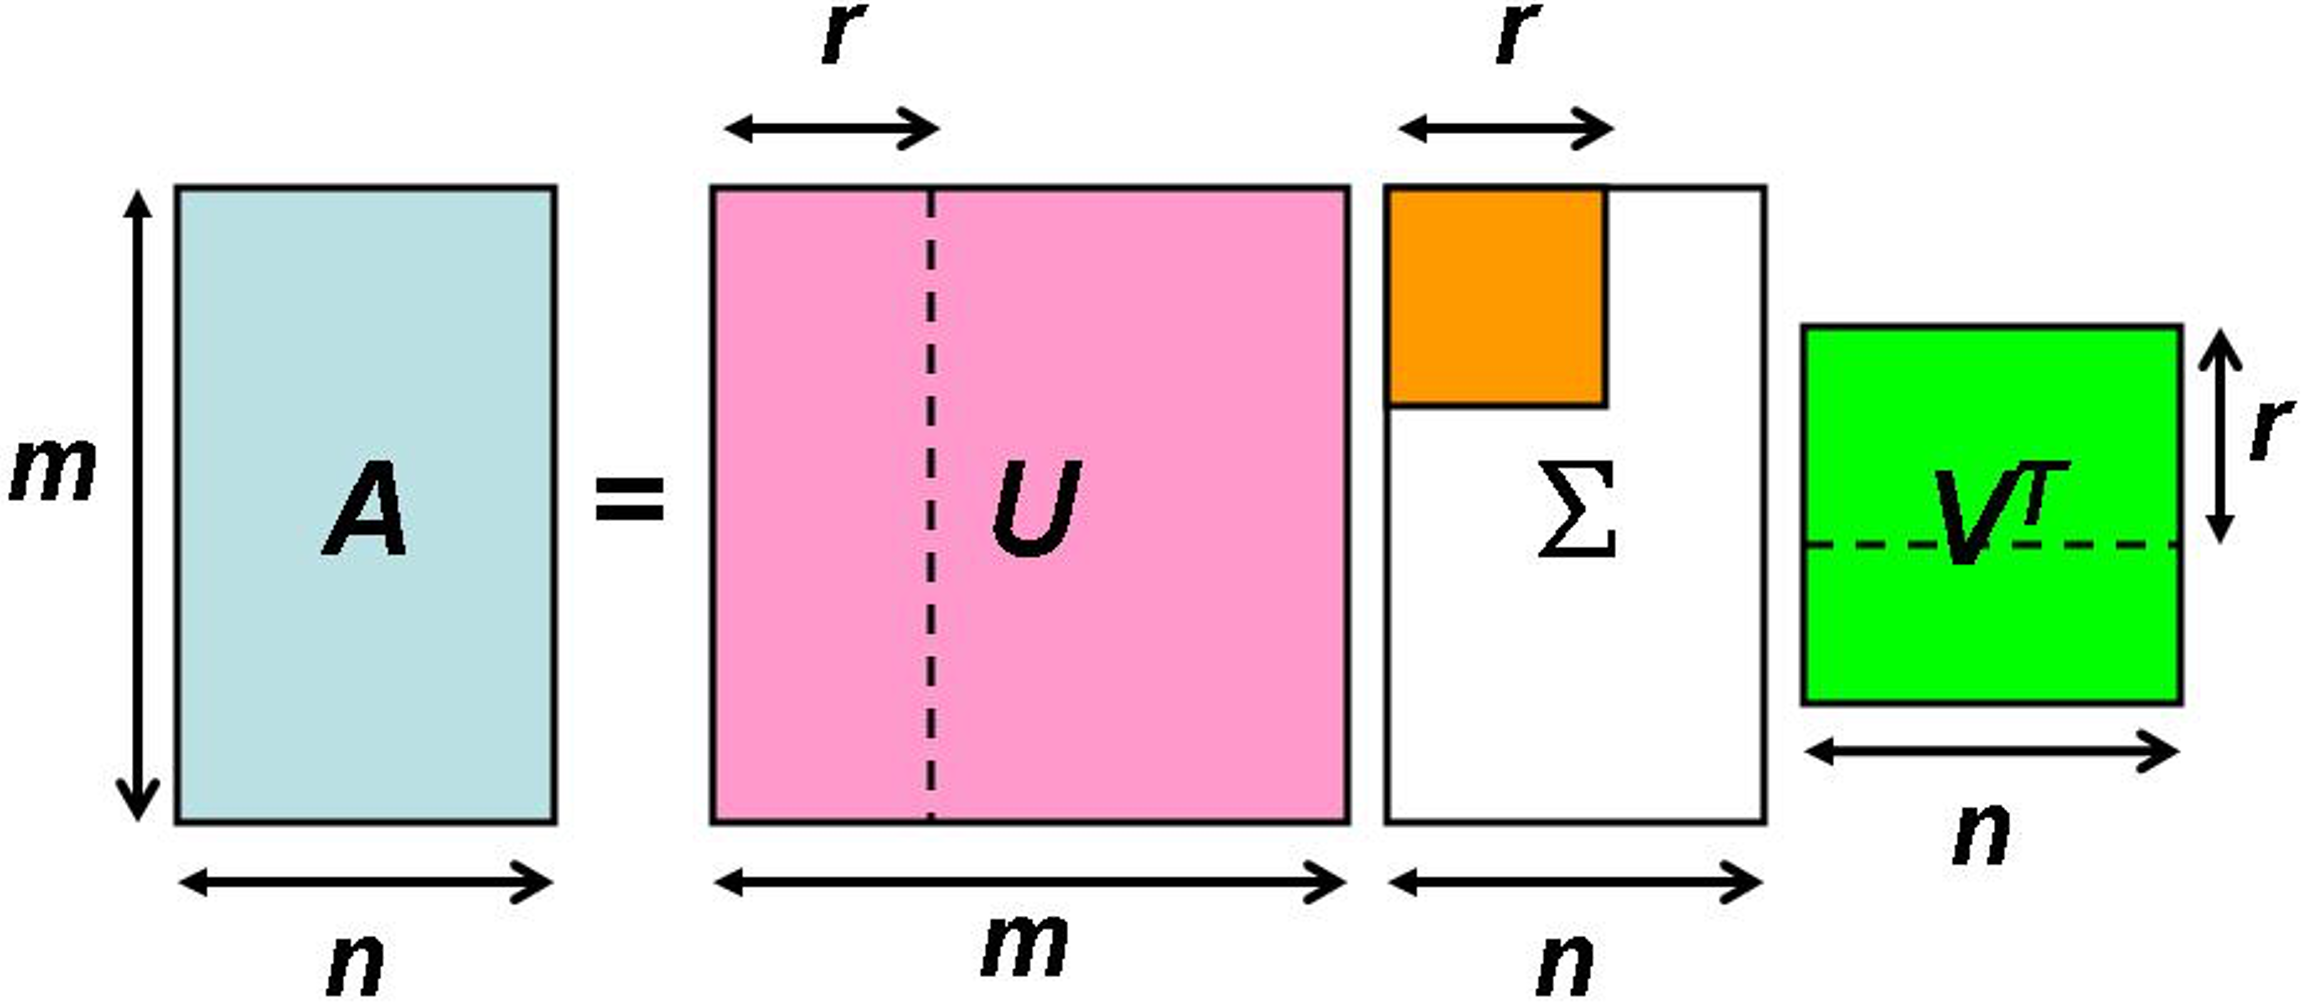 r r
m A = U Σ V^T r
n m n n